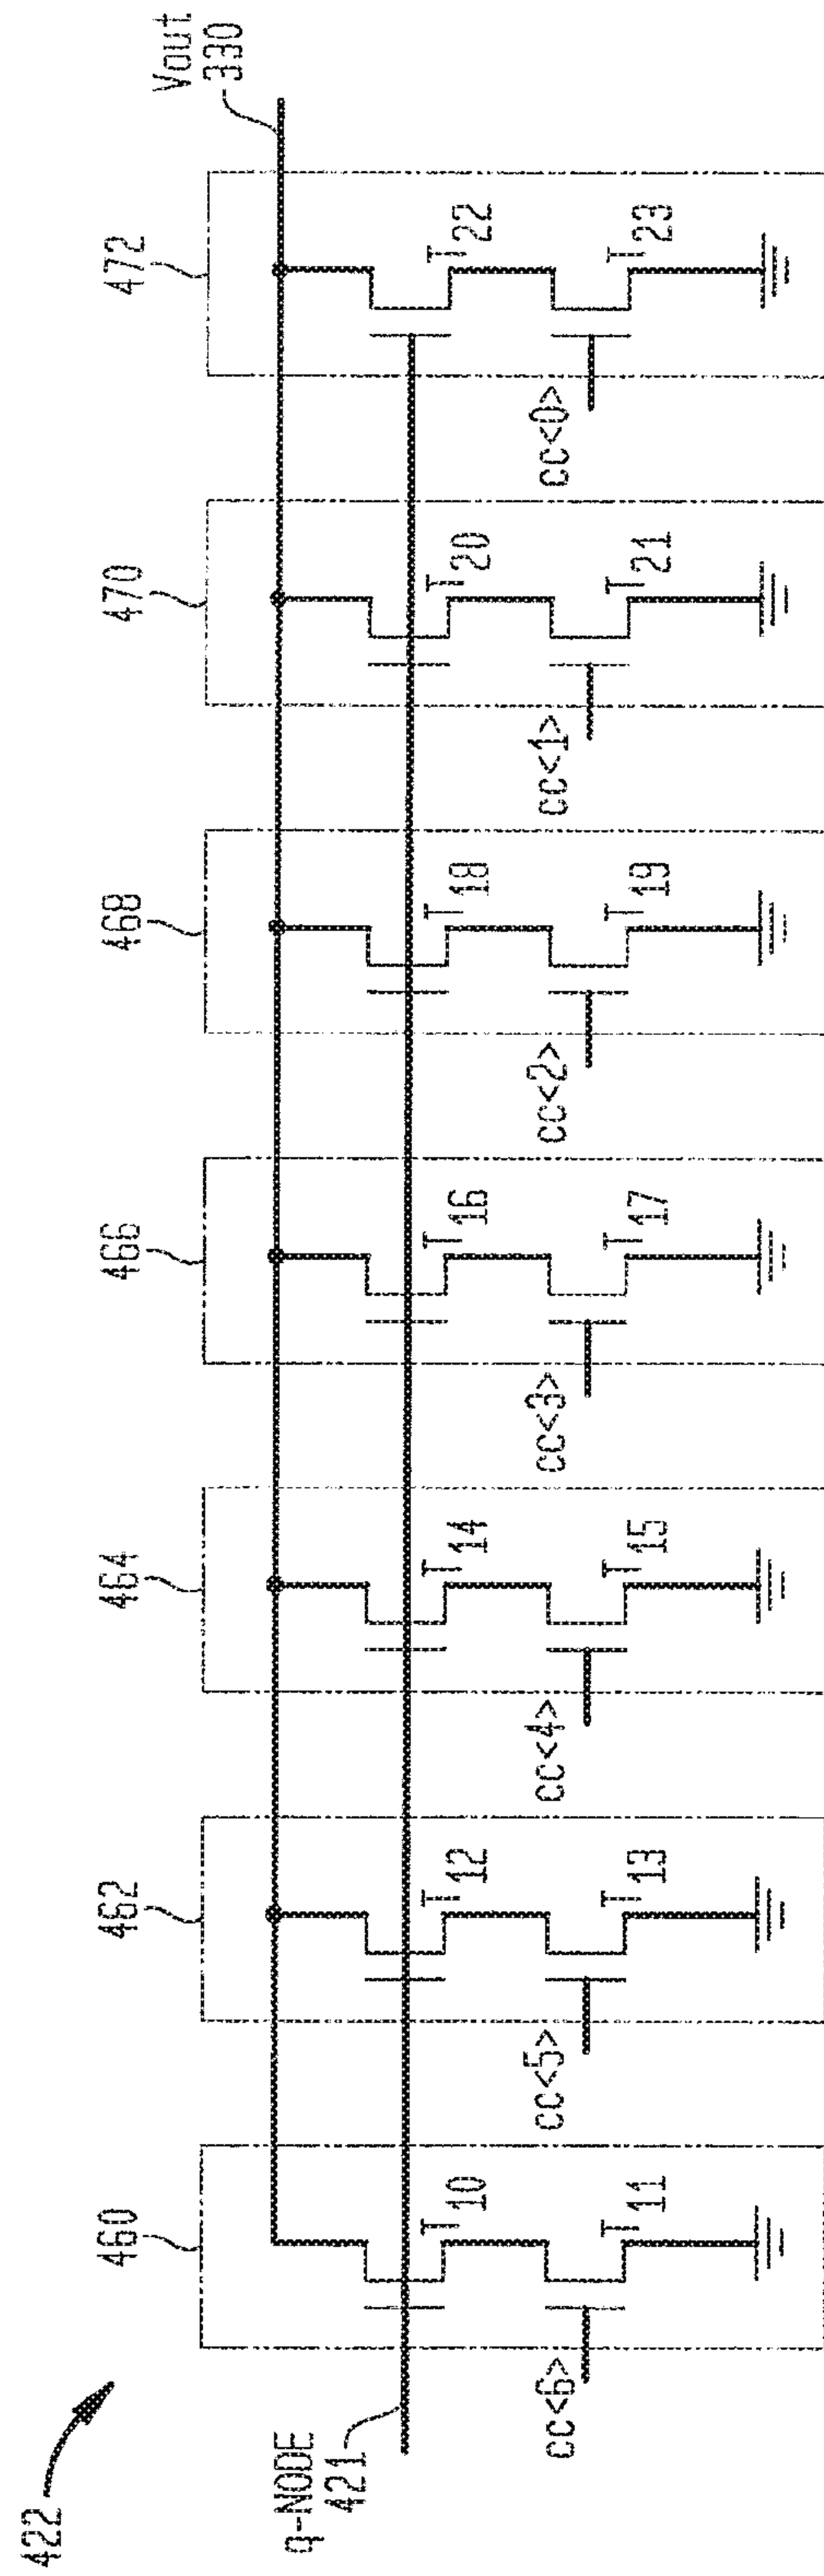 422
460
462
464
466
468
470
472
Vout
330
q-NODE
421
T10
T12
T14
T16
T18
T20
T22
cc<6>
cc<5>
cc<4>
cc<3>
cc<2>
cc<1>
cc<0>
T11
T13
T15
T17
T19
T21
T23